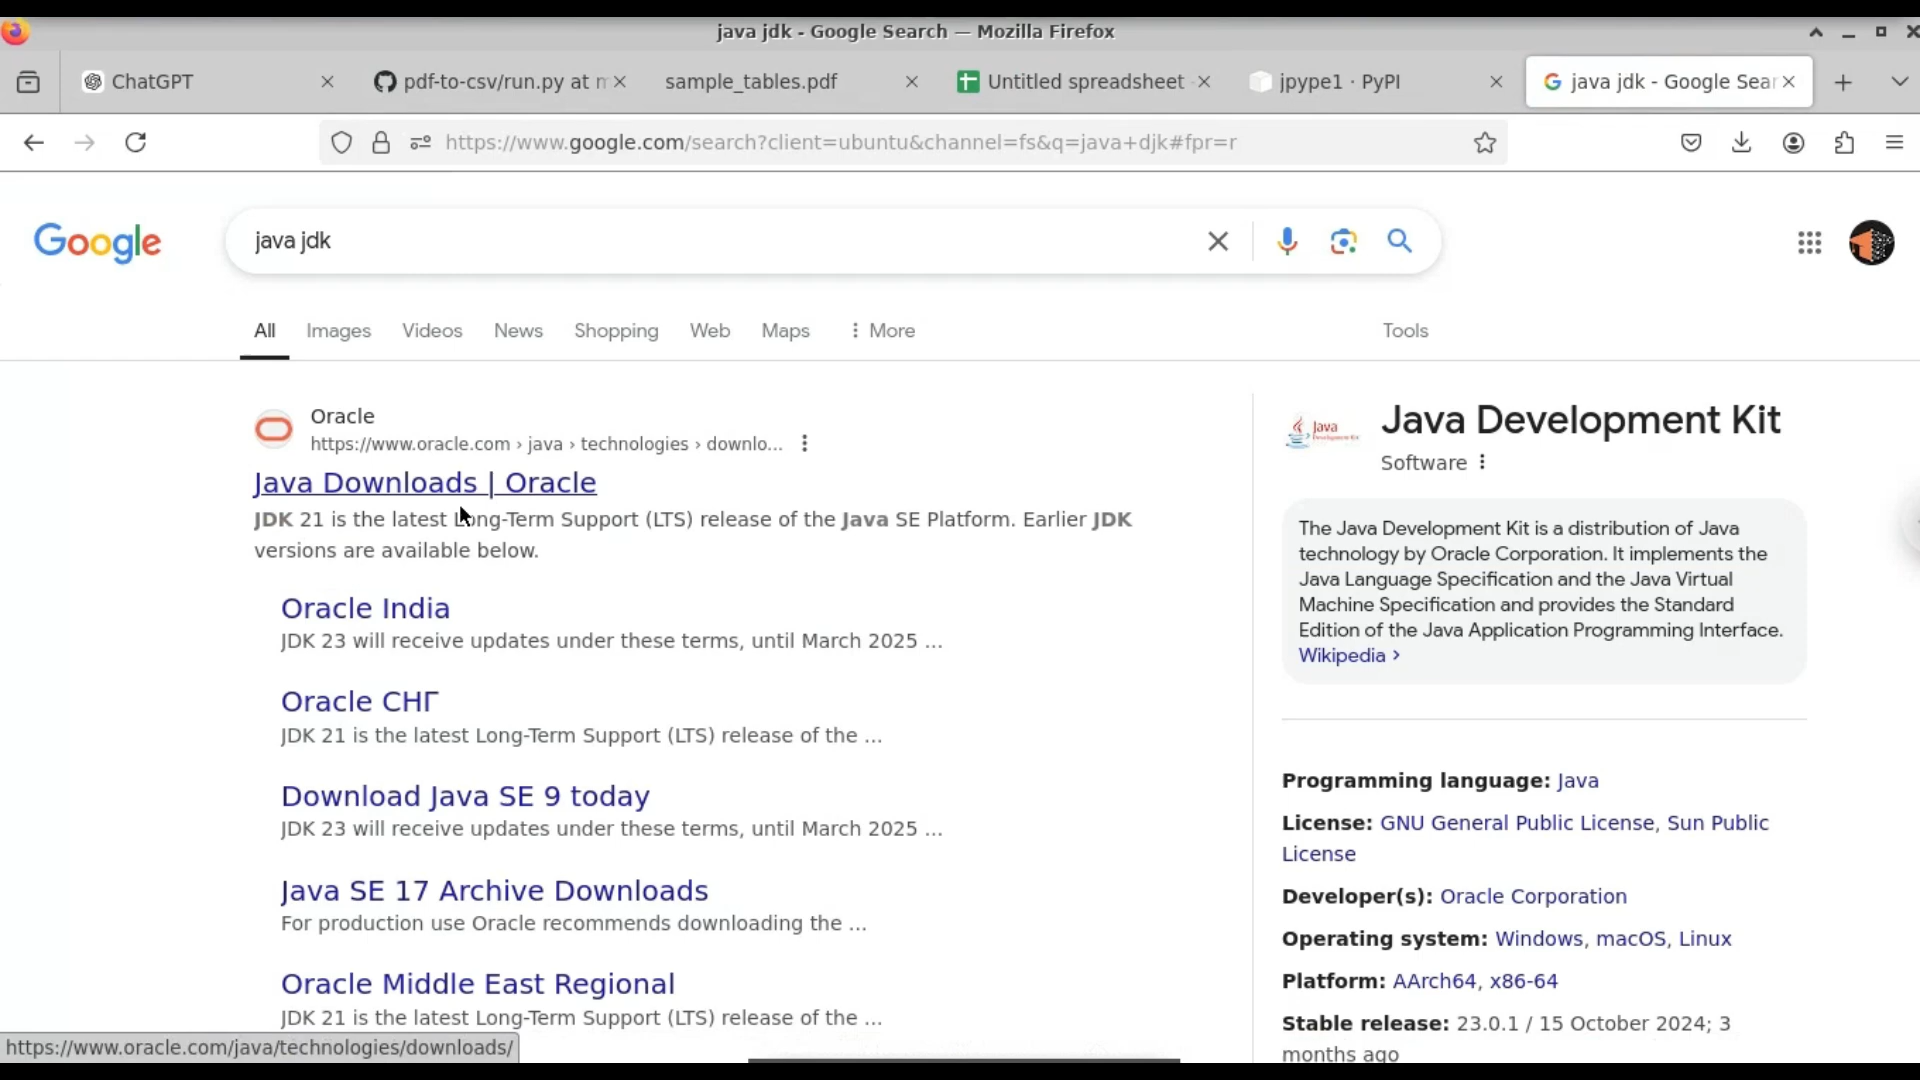 java jdk - Google Search — Mozilla Firefox
ChatGPT
pdf-to-csv/run.py at m
sample_tables.pdf
Untitled spreadsheet
jpype1 · PyPI
java jdk - Google Sear
https://www.google.com/search?client=ubuntu&channel=fs&q=java+djk#fpr=r
Google
java jdk
All
Images
Videos
News
Shopping
Web
Maps
More
Tools
Oracle
https://www.oracle.com › java › technologies › downlo...
Java Downloads | Oracle
JDK 21 is the latest Long-Term Support (LTS) release of the Java SE Platform. Earlier JDK
versions are available below.
Oracle India
JDK 23 will receive updates under these terms, until March 2025 ...
Oracle СНГ
JDK 21 is the latest Long-Term Support (LTS) release of the ...
Download Java SE 9 today
JDK 23 will receive updates under these terms, until March 2025 ...
Java SE 17 Archive Downloads
For production use Oracle recommends downloading the ...
Oracle Middle East Regional
JDK 21 is the latest Long-Term Support (LTS) release of the ...
https://www.oracle.com/java/technologies/downloads/
Java Development Kit
Software
The Java Development Kit is a distribution of Java
technology by Oracle Corporation. It implements the
Java Language Specification and the Java Virtual
Machine Specification and provides the Standard
Edition of the Java Application Programming Interface.
Wikipedia ›
Programming language: Java
License: GNU General Public License, Sun Public
License
Developer(s): Oracle Corporation
Operating system: Windows, macOS, Linux
Platform: AArch64, x86-64
Stable release: 23.0.1 / 15 October 2024; 3
months ago